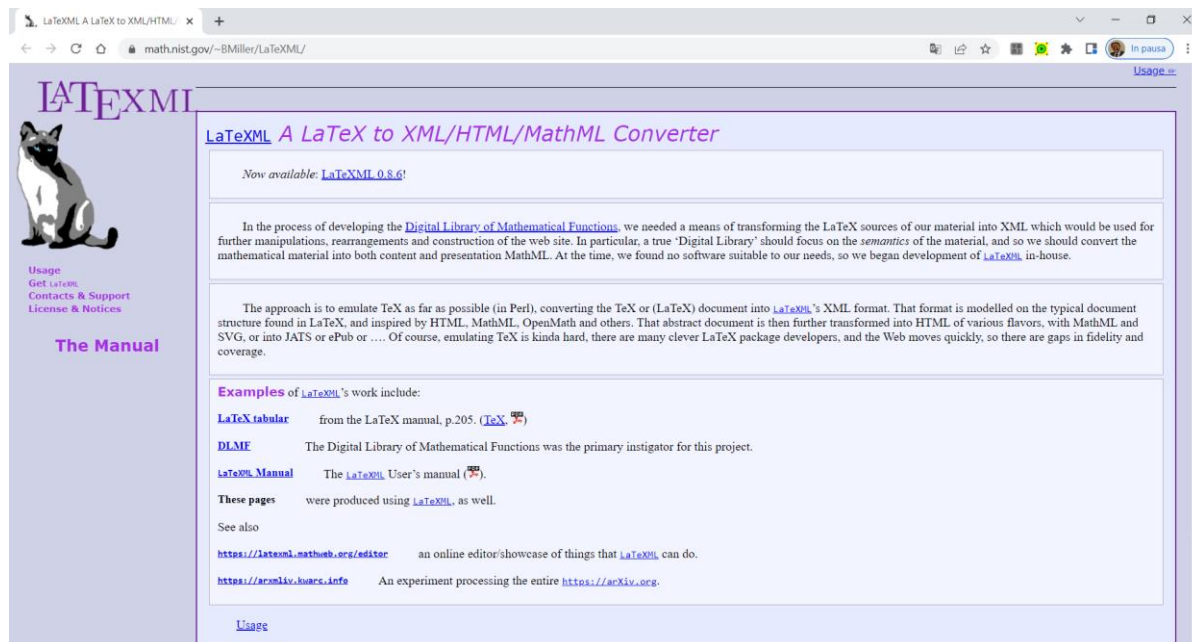 LaTeXML A LaTeX to XML/HTML/
math.nist.gov/~BMiller/LaTeXML/
In pausa
Usage
LATEXML
LaTeXML A LaTeX to XML/HTML/MathML Converter
Now available: LaTeXML 0.8.6!
In the process of developing the Digital Library of Mathematical Functions, we needed a means of transforming the LaTeX sources of our material into XML which would be used for
further manipulations, rearrangements and construction of the web site. In particular, a true ‘Digital Library’ should focus on the semantics of the material, and so we should convert the
mathematical material into both content and presentation MathML. At the time, we found no software suitable to our needs, so we began development of LaTeXML in-house.
Usage
Get LaTeXML
Contacts & Support
License & Notices
The Manual
The approach is to emulate TeX as far as possible (in Perl), converting the TeX or (LaTeX) document into LaTeXML's XML format. That format is modelled on the typical document
structure found in LaTeX, and inspired by HTML, MathML, OpenMath and others. That abstract document is then further transformed into HTML of various flavors, with MathML and
SVG, or into JATS or ePub or …. Of course, emulating TeX is kinda hard, there are many clever LaTeX package developers, and the Web moves quickly, so there are gaps in fidelity and
coverage.
Examples of LaTeXML's work include:
LaTeX tabular from the LaTeX manual, p.205. (TeX, )
DLMF The Digital Library of Mathematical Functions was the primary instigator for this project.
LaTeXML Manual The LaTeXML User's manual ( ).
These pages were produced using LaTeXML, as well.
See also
https://latexml.mathweb.org/editor an online editor/showcase of things that LaTeXML can do.
https://arxmliv.kwarc.info An experiment processing the entire https://arXiv.org.
Usage